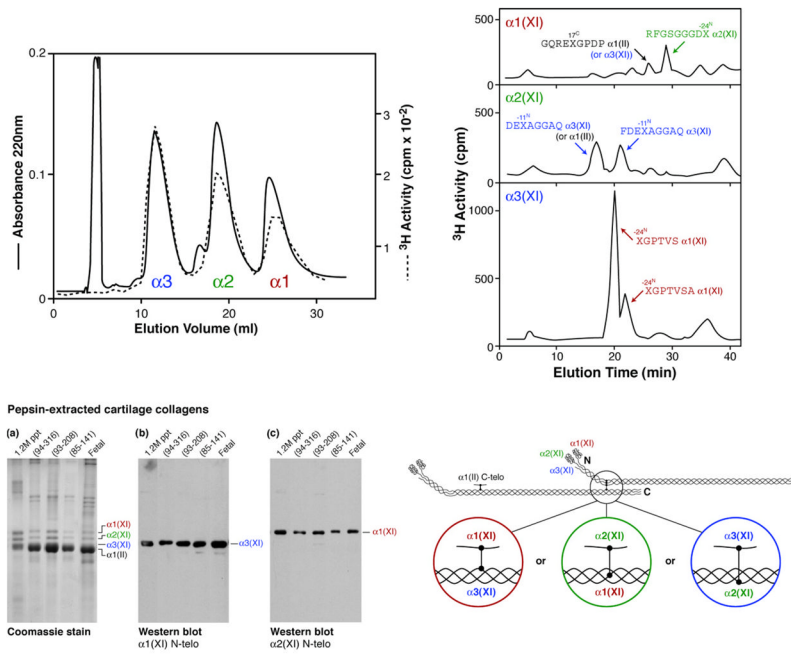 0.2
0.1
0
Absorbance 220nm
3
2
1
³H Activity (cpm x 10⁻²)
α3
α2
α1
0
10
20
30
Elution Volume (ml)
500
0
α1(XI)
17C
GQREXGPDP α1(II)
(or α3(XI))
-24N
RFGSGGGDX α2(XI)
500
0
α2(XI)
-11N
DEXAGGAQ α3(XI)
(or α1(II))
-11N
FDEXAGGAQ α3(XI)
1000
500
0
α3(XI)
-24N
XGPTVS α1(XI)
-24N
XGPTVSA α1(XI)
³H Activity (cpm)
0
10
20
30
40
Elution Time (min)
Pepsin-extracted cartilage collagens
(a)
1.2M ppt
(94-316)
(93-208)
(85-141)
Fetal
α1(XI)
α2(XI)
α3(XI)
α1(II)
Coomassie stain
(b)
1.2M ppt
(94-316)
(93-208)
(85-141)
Fetal
α3(XI)
Western blot
α1(XI) N-telo
(c)
1.2M ppt
(94-316)
(93-208)
(85-141)
Fetal
α1(XI)
Western blot
α2(XI) N-telo
α1(XI)
α2(XI)
N
α3(XI)
α1(II) C-telo
C
α1(XI)
α3(XI)
or
α2(XI)
α1(XI)
or
α3(XI)
α2(XI)